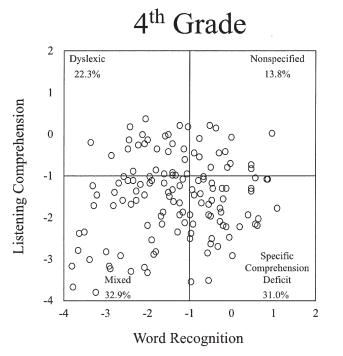 4th Grade
Dyslexic
22.3%
Nonspecified
13.8%
Mixed
32.9%
Specific
Comprehension
Deficit
31.0%
Listening Comprehension
2
1
0
-1
-2
-3
-4
-4 -3 -2 -1 0 1 2
Word Recognition